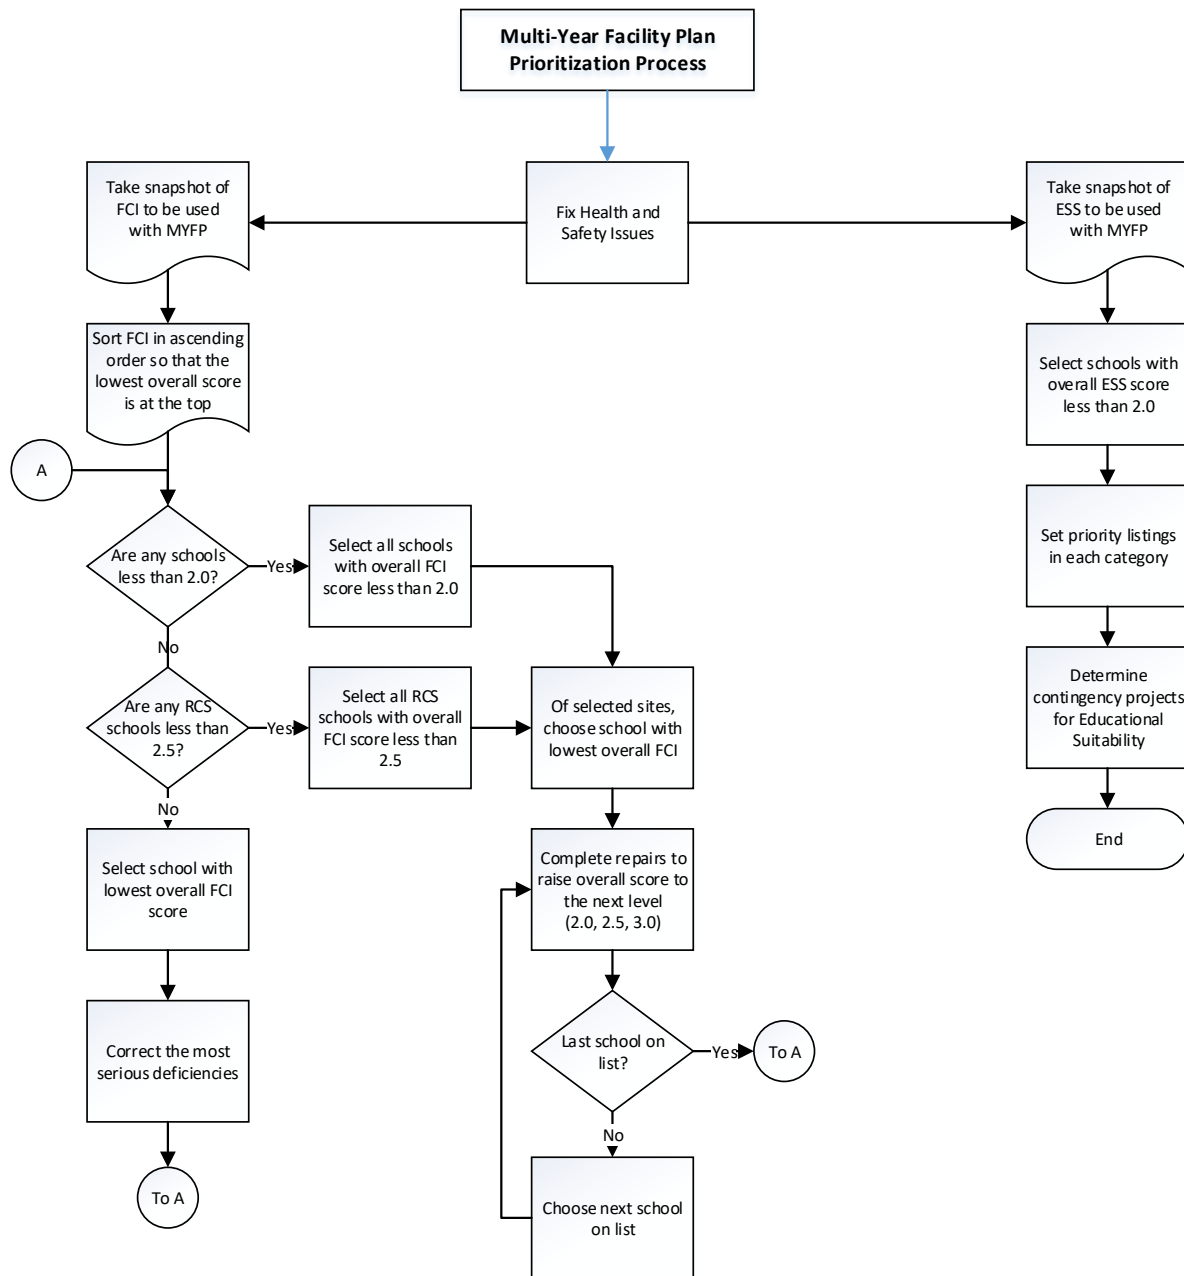 Multi-Year Facility Plan
Prioritization Process
Take snapshot of
FCI to be used
with MYFP
Fix Health and
Safety Issues
Take snapshot of
ESS to be used
with MYFP
Sort FCI in ascending
order so that the
lowest overall score
is at the top
Select schools with
overall ESS score
less than 2.0
A
Are any schools
less than 2.0?
Yes
Select all schools
with overall FCI
score less than 2.0
Set priority listings
in each category
No
Are any RCS
schools less than
2.5?
Yes
Select all RCS
schools with overall
FCI score less than
2.5
Of selected sites,
choose school with
lowest overall FCI
Determine
contingency projects
for Educational
Suitability
No
Select school with
lowest overall FCI
score
Complete repairs to
raise overall score to
the next level
(2.0, 2.5, 3.0)
End
Correct the most
serious deficiencies
Last school on
list?
Yes
To A
No
To A
Choose next school
on list